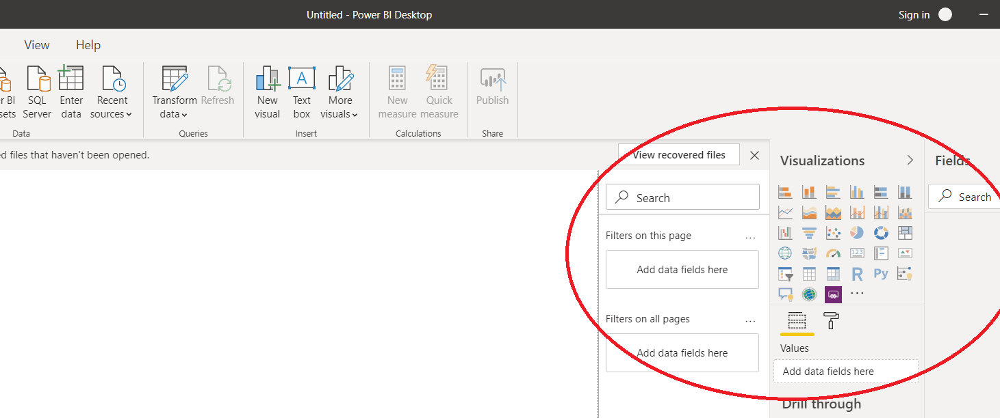 Untitled - Power BI Desktop
Sign in
View Help
r BI
sets
SQL
Server
Enter
data
Recent
sources
Data
Transform
data
Refresh
Queries
New
visual
Text
box
More
visuals
Insert
New
measure
Quick
measure
Calculations
Publish
Share
d files that haven't been opened.
View recovered files
Search
Filters on this page ...
Add data fields here
Filters on all pages ...
Add data fields here
Visualizations
123
R Py
...
Values
Add data fields here
Drill through
Fields
Search